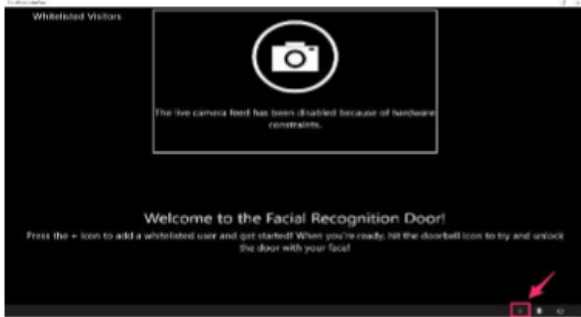 Whitelisted Visitors
The live camera feed has been disabled because of hardware
constraints.
Welcome to the Facial Recognition Door!
Press the + icon to add a whitelisted user and get started! When you're ready, hit the doorbell icon to try and unlock
the door with your face!